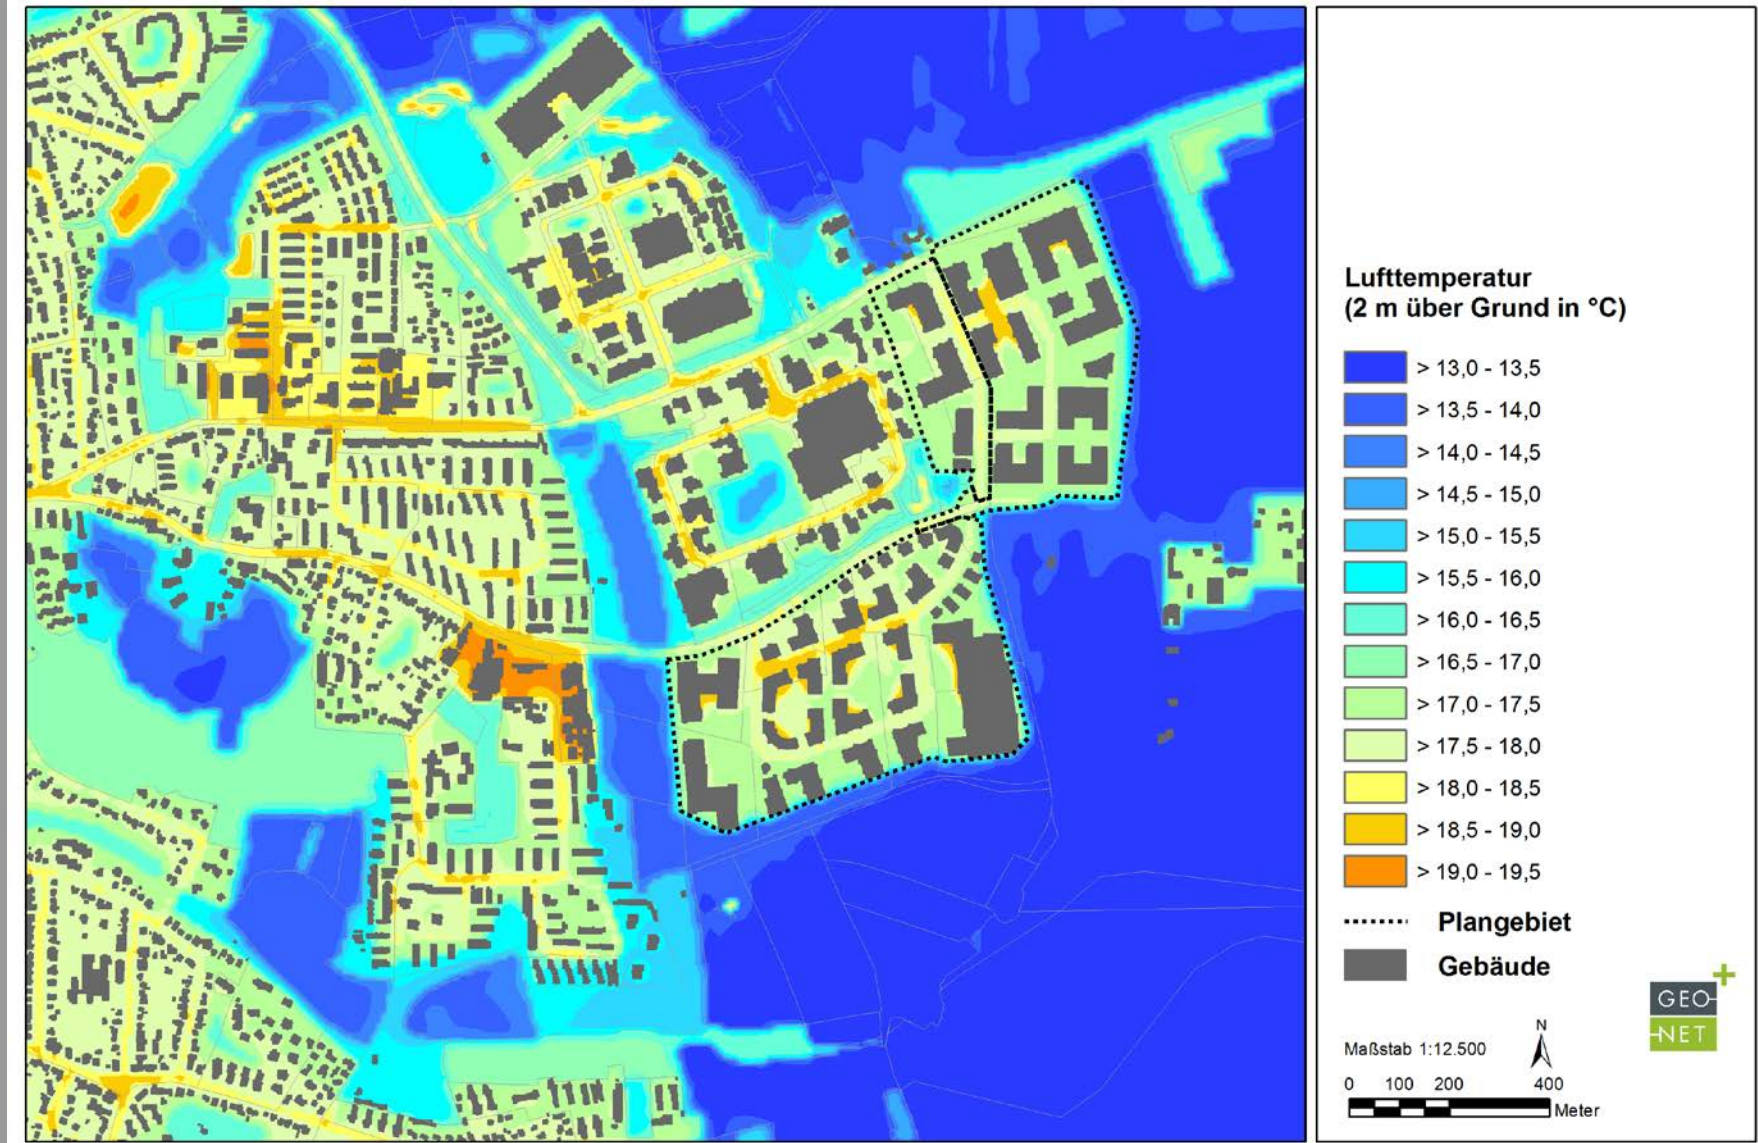 Lufttemperatur
(2 m über Grund in °C)
> 13,0 - 13,5
> 13,5 - 14,0
> 14,0 - 14,5
> 14,5 - 15,0
> 15,0 - 15,5
> 15,5 - 16,0
> 16,0 - 16,5
> 16,5 - 17,0
> 17,0 - 17,5
> 17,5 - 18,0
> 18,0 - 18,5
> 18,5 - 19,0
> 19,0 - 19,5
Plangebiet
Gebäude
GEO
NET
N
Maßstab 1:12.500
0 100 200 400
Meter